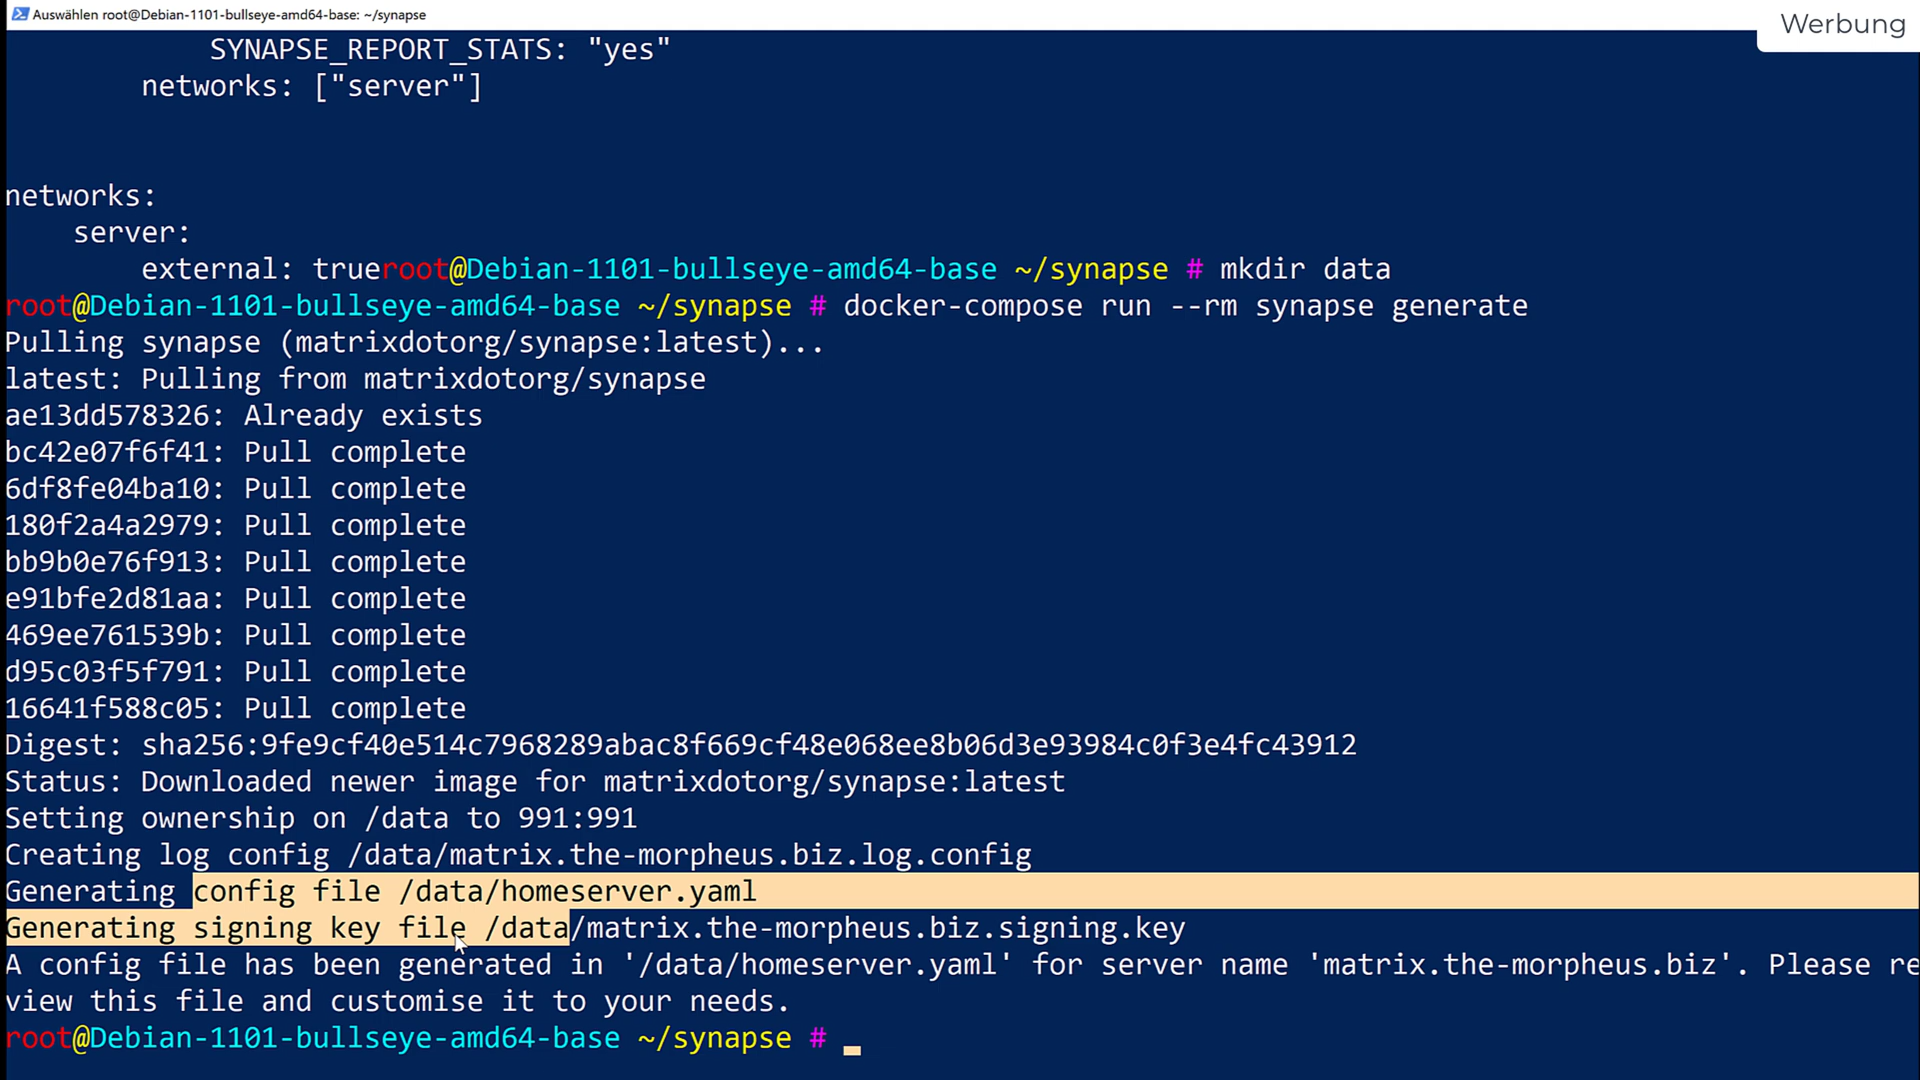 Auswählen root@Debian-1101-bullseye-amd64-base: ~/synapse
Werbung
SYNAPSE_REPORT_STATS: "yes"
networks: ["server"]
networks:
server:
external: trueroot@Debian-1101-bullseye-amd64-base ~/synapse # mkdir data
root@Debian-1101-bullseye-amd64-base ~/synapse # docker-compose run --rm synapse generate
Pulling synapse (matrixdotorg/synapse:latest)...
latest: Pulling from matrixdotorg/synapse
ae13dd578326: Already exists
bc42e07f6f41: Pull complete
6df8fe04ba10: Pull complete
180f2a4a2979: Pull complete
bb9b0e76f913: Pull complete
e91bfe2d81aa: Pull complete
469ee761539b: Pull complete
d95c03f5f791: Pull complete
16641f588c05: Pull complete
Digest: sha256:9fe9cf40e514c7968289abac8f669cf48e068ee8b06d3e93984c0f3e4fc43912
Status: Downloaded newer image for matrixdotorg/synapse:latest
Setting ownership on /data to 991:991
Creating log config /data/matrix.the-morpheus.biz.log.config
Generating config file /data/homeserver.yaml
Generating signing key file /data/matrix.the-morpheus.biz.signing.key
A config file has been generated in '/data/homeserver.yaml' for server name 'matrix.the-morpheus.biz'. Please re
view this file and customise it to your needs.
root@Debian-1101-bullseye-amd64-base ~/synapse # _